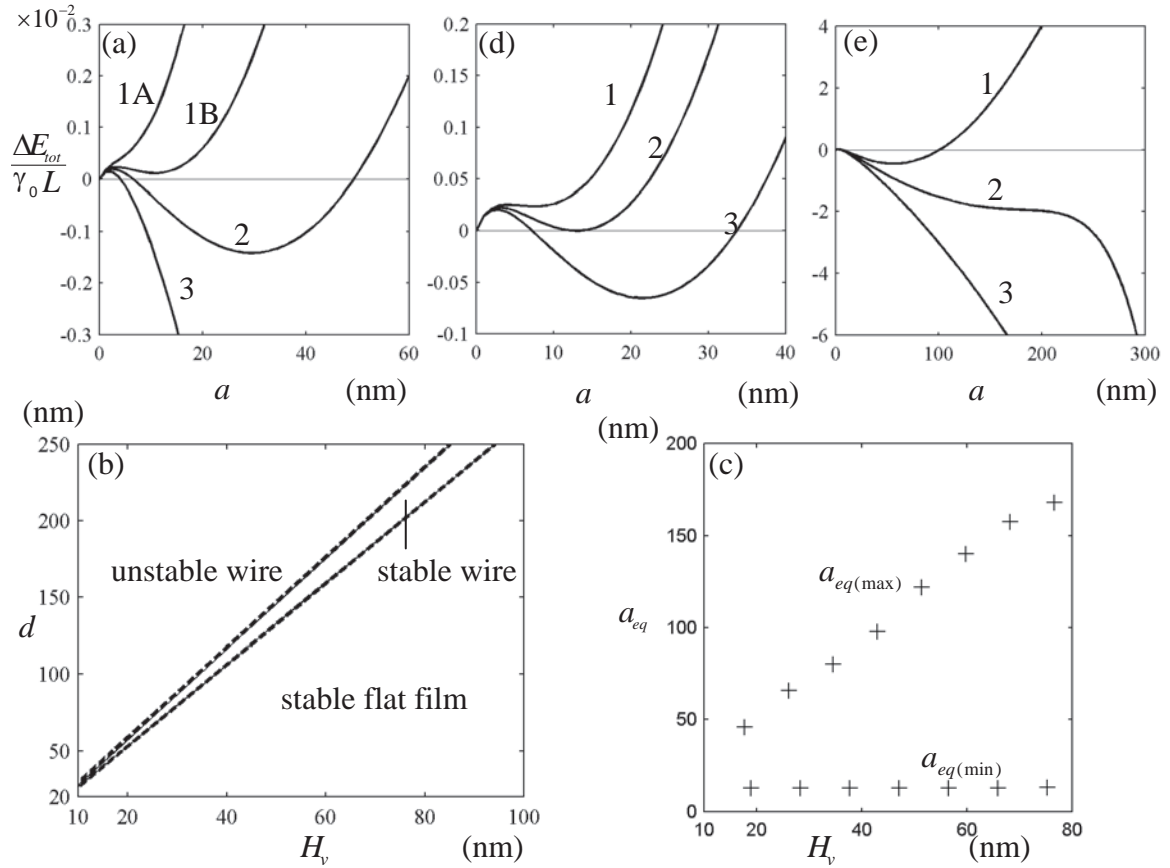 ×10⁻²
(a)
0.3
0.2
0.1
0
-0.1
-0.2
-0.3
1A
1B
2
3
ΔE_tot
γ₀L
0
20
40
60
a (nm)
(d)
0.2
0.15
0.1
0.05
0
-0.05
-0.1
1
2
3
0
10
20
30
40
a (nm)
(e)
4
2
0
-2
-4
-6
1
2
3
0
100
200
300
a (nm)
(nm)
(b)
250
200
150
100
50
20
d
unstable wire
stable wire
stable flat film
10
20
40
60
80
100
H_v (nm)
(nm)
(c)
200
150
100
50
0
a_eq
a_eq(max)
a_eq(min)
10
20
40
60
80
H_v (nm)